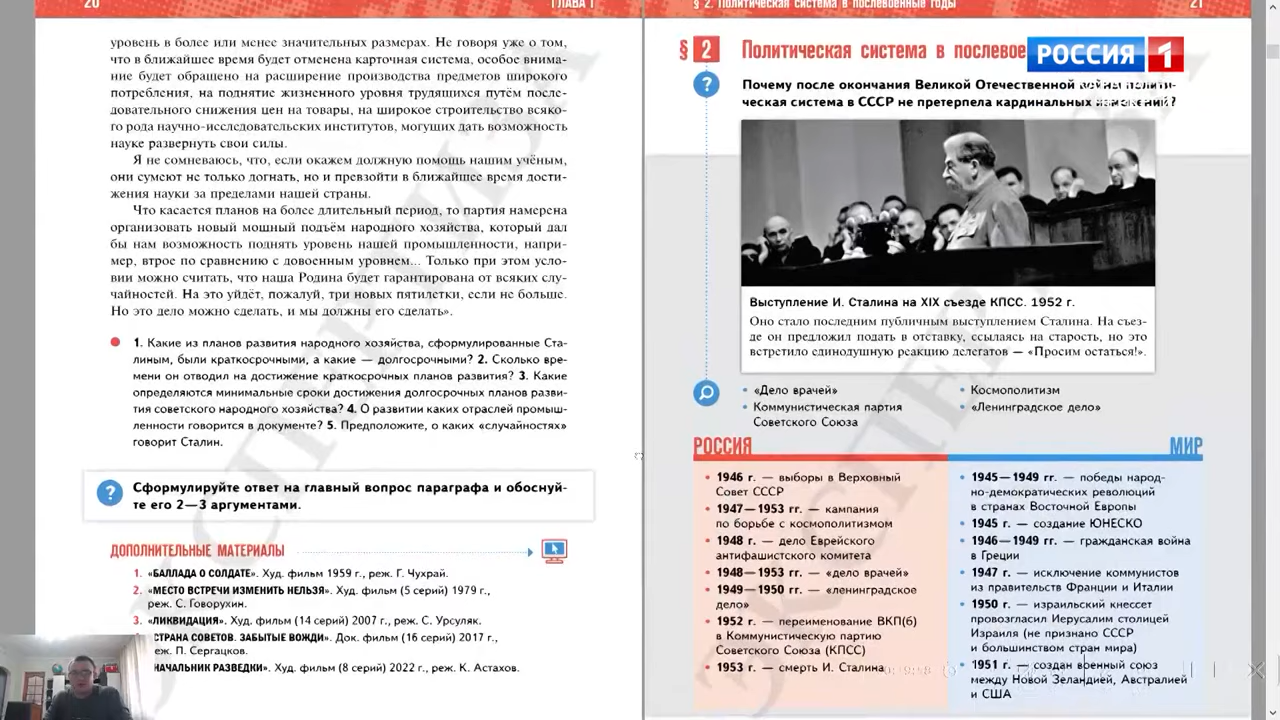 20
ГЛАВА 1
уровень в более или менее значительных размерах. Не говоря уже о том,
что в ближайшее время будет отменена карточная система, особое внима-
ние будет обращено на расширение производства предметов широкого
потребления, на поднятие жизненного уровня трудящихся путём после-
довательного снижения цен на товары, на широкое строительство всяко-
го рода научно-исследовательских институтов, могущих дать возможность
науке развернуть свои силы.
Я не сомневаюсь, что, если окажем должную помощь нашим учёным,
они сумеют не только догнать, но и превзойти в ближайшее время дости-
жения науки за пределами нашей страны.
Что касается планов на более длительный период, то партия намерена
организовать новый мощный подъём народного хозяйства, который дал
бы нам возможность поднять уровень нашей промышленности, напри-
мер, втрое по сравнению с довоенным уровнем... Только при этом усло-
вии можно считать, что наша Родина будет гарантирована от всяких слу-
чайностей. На это уйдёт, пожалуй, три новых пятилетки, если не больше.
Но это дело можно сделать, и мы должны его сделать».
1. Какие из планов развития народного хозяйства, сформулированные Ста-
линым, были краткосрочными, а какие — долгосрочными? 2. Сколько вре-
мени он отводил на достижение краткосрочных планов развития? 3. Какие
определяются минимальные сроки достижения долгосрочных планов разви-
тия советского народного хозяйства? 4. О развитии каких отраслей промыш-
ленности говорится в документе? 5. Предположите, о каких «случайностях»
говорит Сталин.
? Сформулируйте ответ на главный вопрос параграфа и обоснуй-
те его 2—3 аргументами.
ДОПОЛНИТЕЛЬНЫЕ МАТЕРИАЛЫ
1. «БАЛЛАДА О СОЛДАТЕ». Худ. фильм 1959 г., реж. Г. Чухрай.
2. «МЕСТО ВСТРЕЧИ ИЗМЕНИТЬ НЕЛЬЗЯ». Худ. фильм (5 серий) 1979 г.,
реж. С. Говорухин.
3. «ЛИКВИДАЦИЯ». Худ. фильм (14 серий) 2007 г., реж. С. Урсуляк.
СТРАНА СОВЕТОВ. ЗАБЫТЫЕ ВОЖДИ». Док. фильм (16 серий) 2017 г.,
еж. П. Сергацков.
НАЧАЛЬНИК РАЗВЕДКИ». Худ. фильм (8 серий) 2022 г., реж. К. Астахов.
§ 2. Политическая система в послевоенные годы
21
§ 2 Политическая система в послевое
РОССИЯ 1
? Почему после окончания Великой Отечественной войны полити-
ческая система в СССР не претерпела кардинальных изменений?
Выступление И. Сталина на XIX съезде КПСС. 1952 г.
Оно стало последним публичным выступлением Сталина. На съез-
де он предложил подать в отставку, ссылаясь на старость, но это
встретило единодушную реакцию делегатов — «Просим остаться!».
• «Дело врачей»
• Коммунистическая партия
Советского Союза
• Космополитизм
• «Ленинградское дело»
РОССИЯ
• 1946 г. — выборы в Верховный
Совет СССР
• 1947—1953 гг. — кампания
по борьбе с космополитизмом
• 1948 г. — дело Еврейского
антифашистского комитета
• 1948—1953 гг. — «дело врачей»
• 1949—1950 гг. — «ленинградское
дело»
• 1952 г. — переименование ВКП(б)
в Коммунистическую партию
Советского Союза (КПСС)
• 1953 г. — смерть И. Сталина
МИР
• 1945—1949 гг. — победы народ-
но-демократических революций
в странах Восточной Европы
• 1945 г. — создание ЮНЕСКО
• 1946—1949 гг. — гражданская война
в Греции
• 1947 г. — исключение коммунистов
из правительств Франции и Италии
• 1950 г. — израильский кнессет
провозгласил Иерусалим столицей
Израиля (не признано СССР
и большинством стран мира)
• 1951 г. — создан военный союз
между Новой Зеландией, Австралией
и США